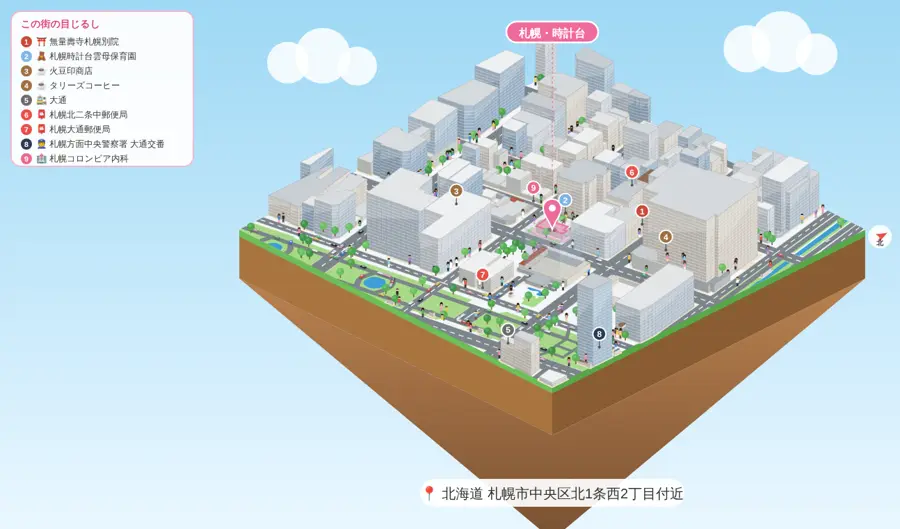 この街の目じるし
札幌・時計台
1 無量壽寺札幌別院
2 札幌時計台雲母保育園
3 火豆印商店
4 タリーズコーヒー
5 大通
6 札幌北二条中郵便局
7 札幌大通郵便局
8 札幌方面中央警察署 大通交番
9 札幌コロンビア内科
9
2
6
3
1
4
7
5
8
北海道 札幌市中央区北1条西2丁目付近